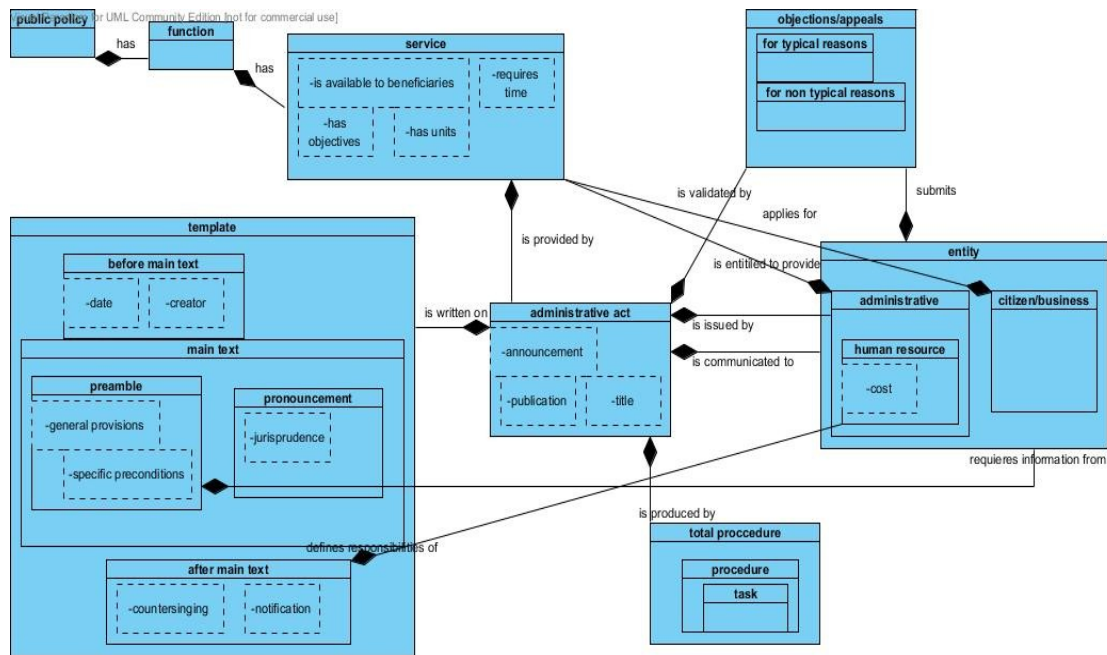 Visual Paradigm for UML Community Edition [not for commercial use]
public policy
has
function
has
service
-is available to beneficiaries
-requires
time
-has
objectives
-has units
objections/appeals
for typical reasons
for non typical reasons
is validated by
submits
applies for
is provided by
is entitiled to provide
template
before main text
-date
-creator
main text
preamble
-general provisions
-specific preconditions
pronouncement
-jurisprudence
defines responsibilities of
after main text
-countersinging
-notification
is written on
administrative act
-announcement
-publication
-title
is issued by
is communicated to
entity
administrative
human resource
-cost
citizen/business
requieres information from
is produced by
total proccedure
procedure
task